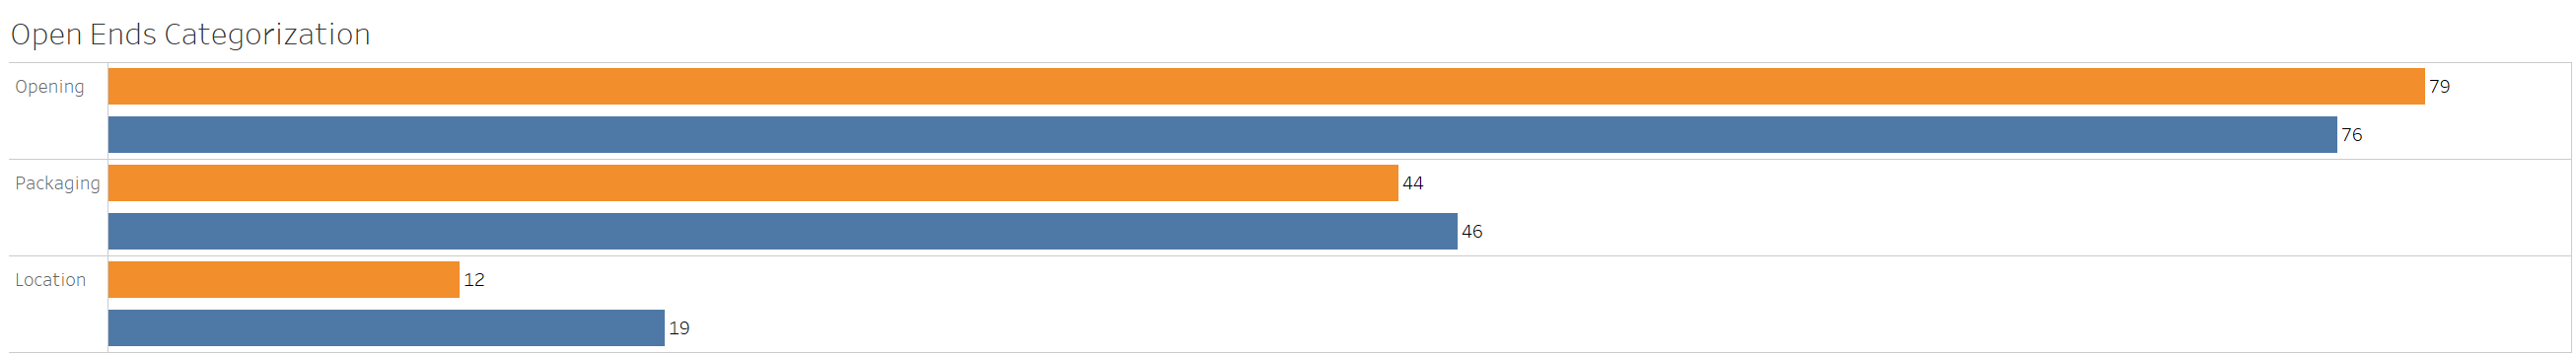 Open Ends Categorization
Opening
79
76
Packaging
44
46
Location
12
19